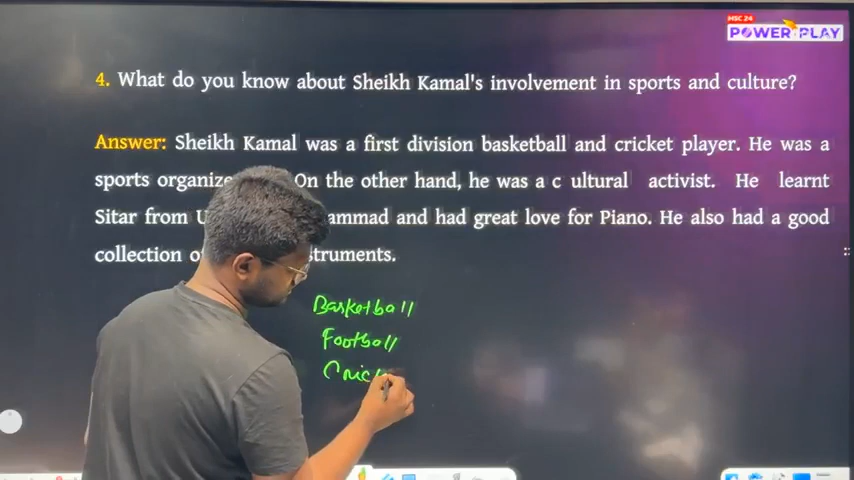 HSC 24
POWER PLAY
4. What do you know about Sheikh Kamal's involvement in sports and culture?
Answer: Sheikh Kamal was a first division basketball and cricket player. He was a
sports organize On the other hand, he was a c ultural activist. He learnt
Sitar from U ammad and had great love for Piano. He also had a good
collection o struments.
Basketball
Football
Crick